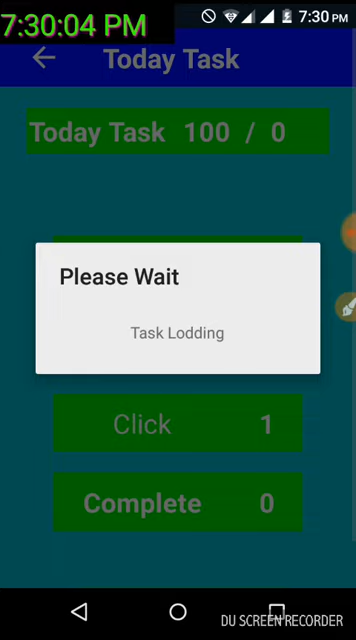 7:30:04 PM
7:30 PM
Today Task
Today Task 100 / 0
Please Wait
Task Lodding
Click 1
Complete 0
DU SCREEN RECORDER